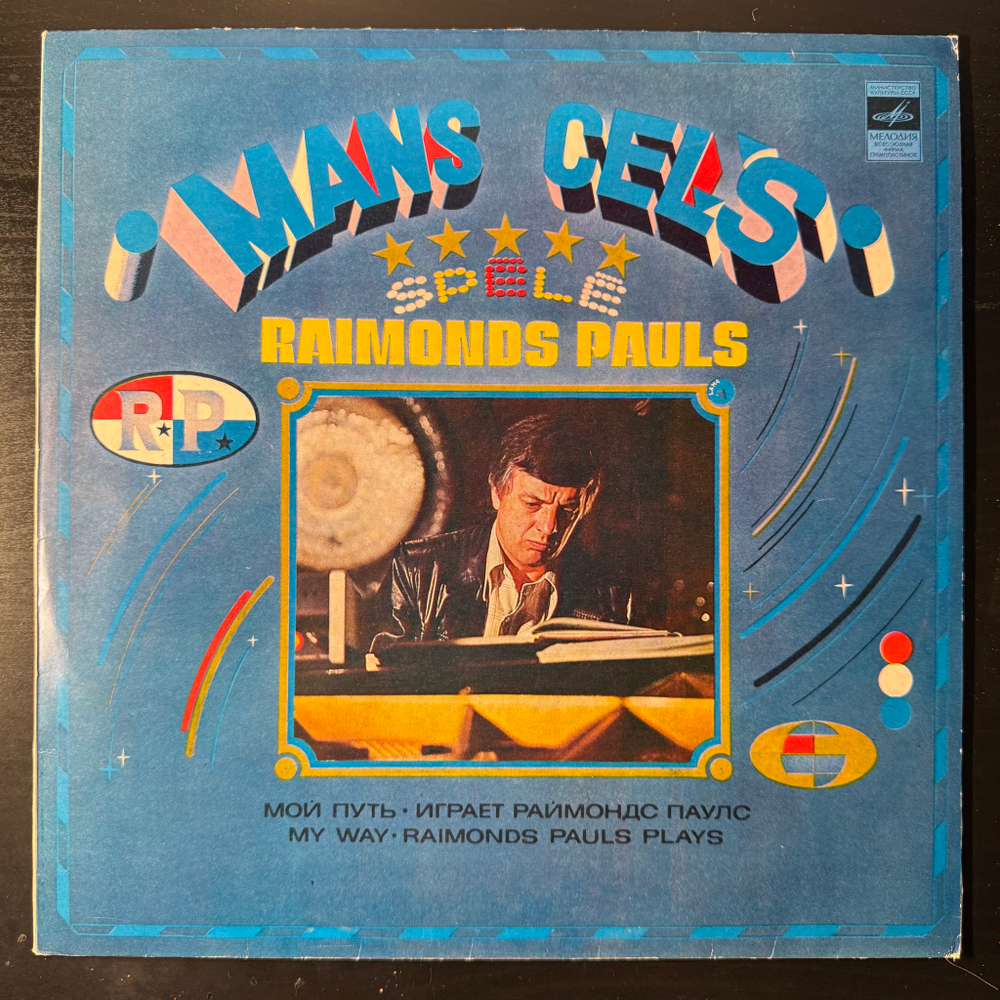 МИНИСТЕРСТВО
КУЛЬТУРЫ СССР
МЕЛОДИЯ
ВСЕСОЮЗНАЯ
ФИРМА
ГРАМПЛАСТИНОК
MANS CEĻŠ
SPĒLĒ
RAIMONDS PAULS
R.P.
МОЙ ПУТЬ · ИГРАЕТ РАЙМОНДС ПАУЛС
MY WAY · RAIMONDS PAULS PLAYS